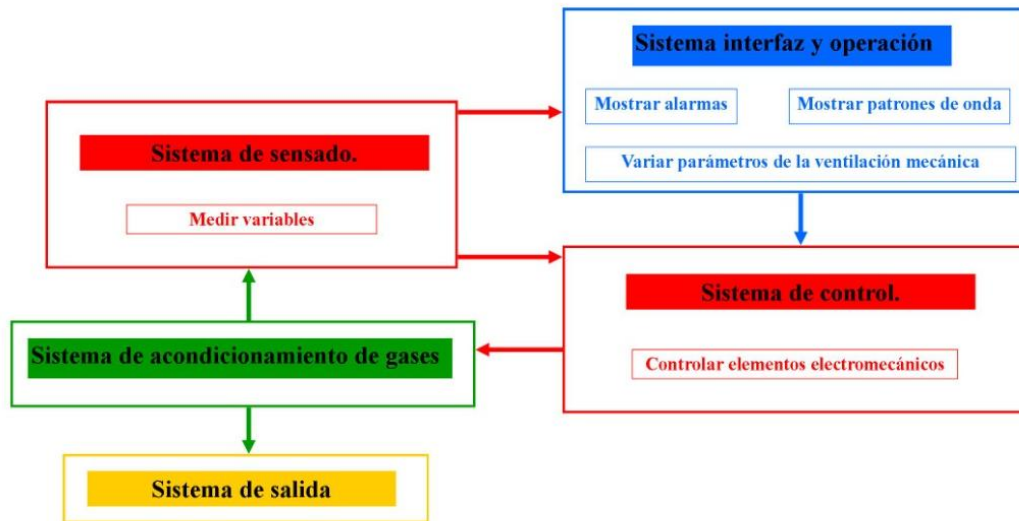 Sistema interfaz y operación
Mostrar alarmas
Mostrar patrones de onda
Variar parámetros de la ventilación mecánica
Sistema de sensado.
Medir variables
Sistema de control.
Controlar elementos electromecánicos
Sistema de acondicionamiento de gases
Sistema de salida